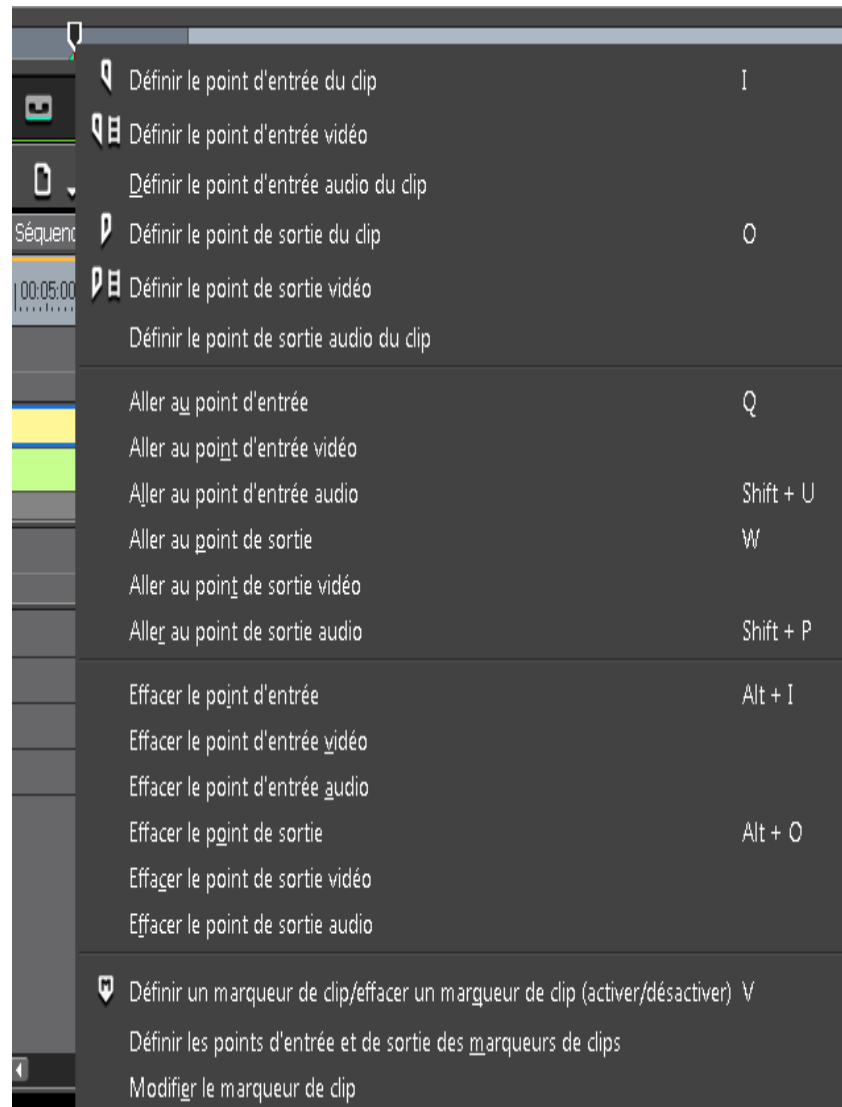 Définir le point d'entrée du clip I
Définir le point d'entrée vidéo
Définir le point d'entrée audio du clip
Séquenc
Définir le point de sortie du clip O
00:05:00
Définir le point de sortie vidéo
Définir le point de sortie audio du clip
Aller au point d'entrée Q
Aller au point d'entrée vidéo
Aller au point d'entrée audio Shift + U
Aller au point de sortie W
Aller au point de sortie vidéo
Aller au point de sortie audio Shift + P
Effacer le point d'entrée Alt + I
Effacer le point d'entrée vidéo
Effacer le point d'entrée audio
Effacer le point de sortie Alt + O
Effacer le point de sortie vidéo
Effacer le point de sortie audio
Définir un marqueur de clip/effacer un marqueur de clip (activer/désactiver) V
Définir les points d'entrée et de sortie des marqueurs de clips
Modifier le marqueur de clip